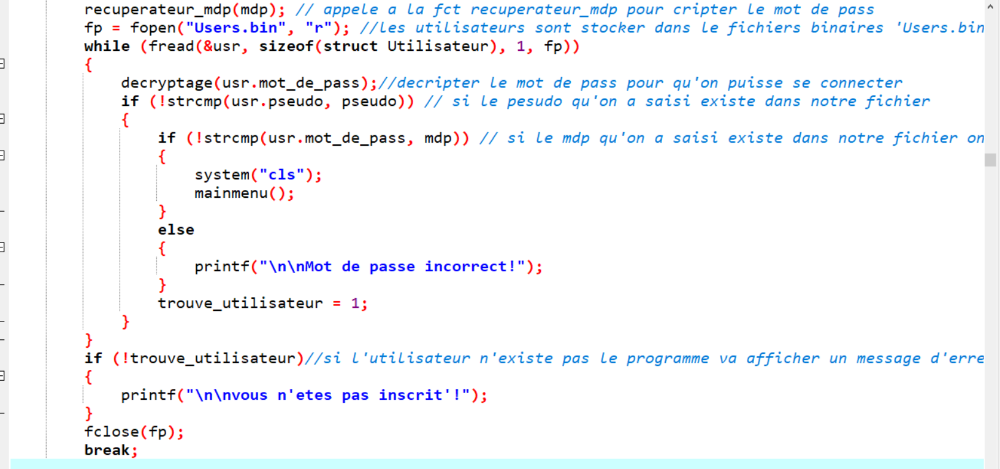 recuperateur_mdp(mdp); // appele a la fct recuperateur_mdp pour cripter le mot de pass
fp = fopen("Users.bin", "r"); //les utilisateurs sont stocker dans le fichiers binaires 'Users.bin
while (fread(&usr, sizeof(struct Utilisateur), 1, fp))
{
decryptage(usr.mot_de_pass);//decripter le mot de pass pour qu'on puisse se connecter
if (!strcmp(usr.pseudo, pseudo)) // si le pesudo qu'on a saisi existe dans notre fichier
{
if (!strcmp(usr.mot_de_pass, mdp)) // si le mdp qu'on a saisi existe dans notre fichier on
{
system("cls");
mainmenu();
}
else
{
printf("\n\nMot de passe incorrect!");
}
trouve_utilisateur = 1;
}
}
if (!trouve_utilisateur)//si l'utilisateur n'existe pas le programme va afficher un message d'erre
{
printf("\n\nvous n'etes pas inscrit'!");
}
fclose(fp);
break;